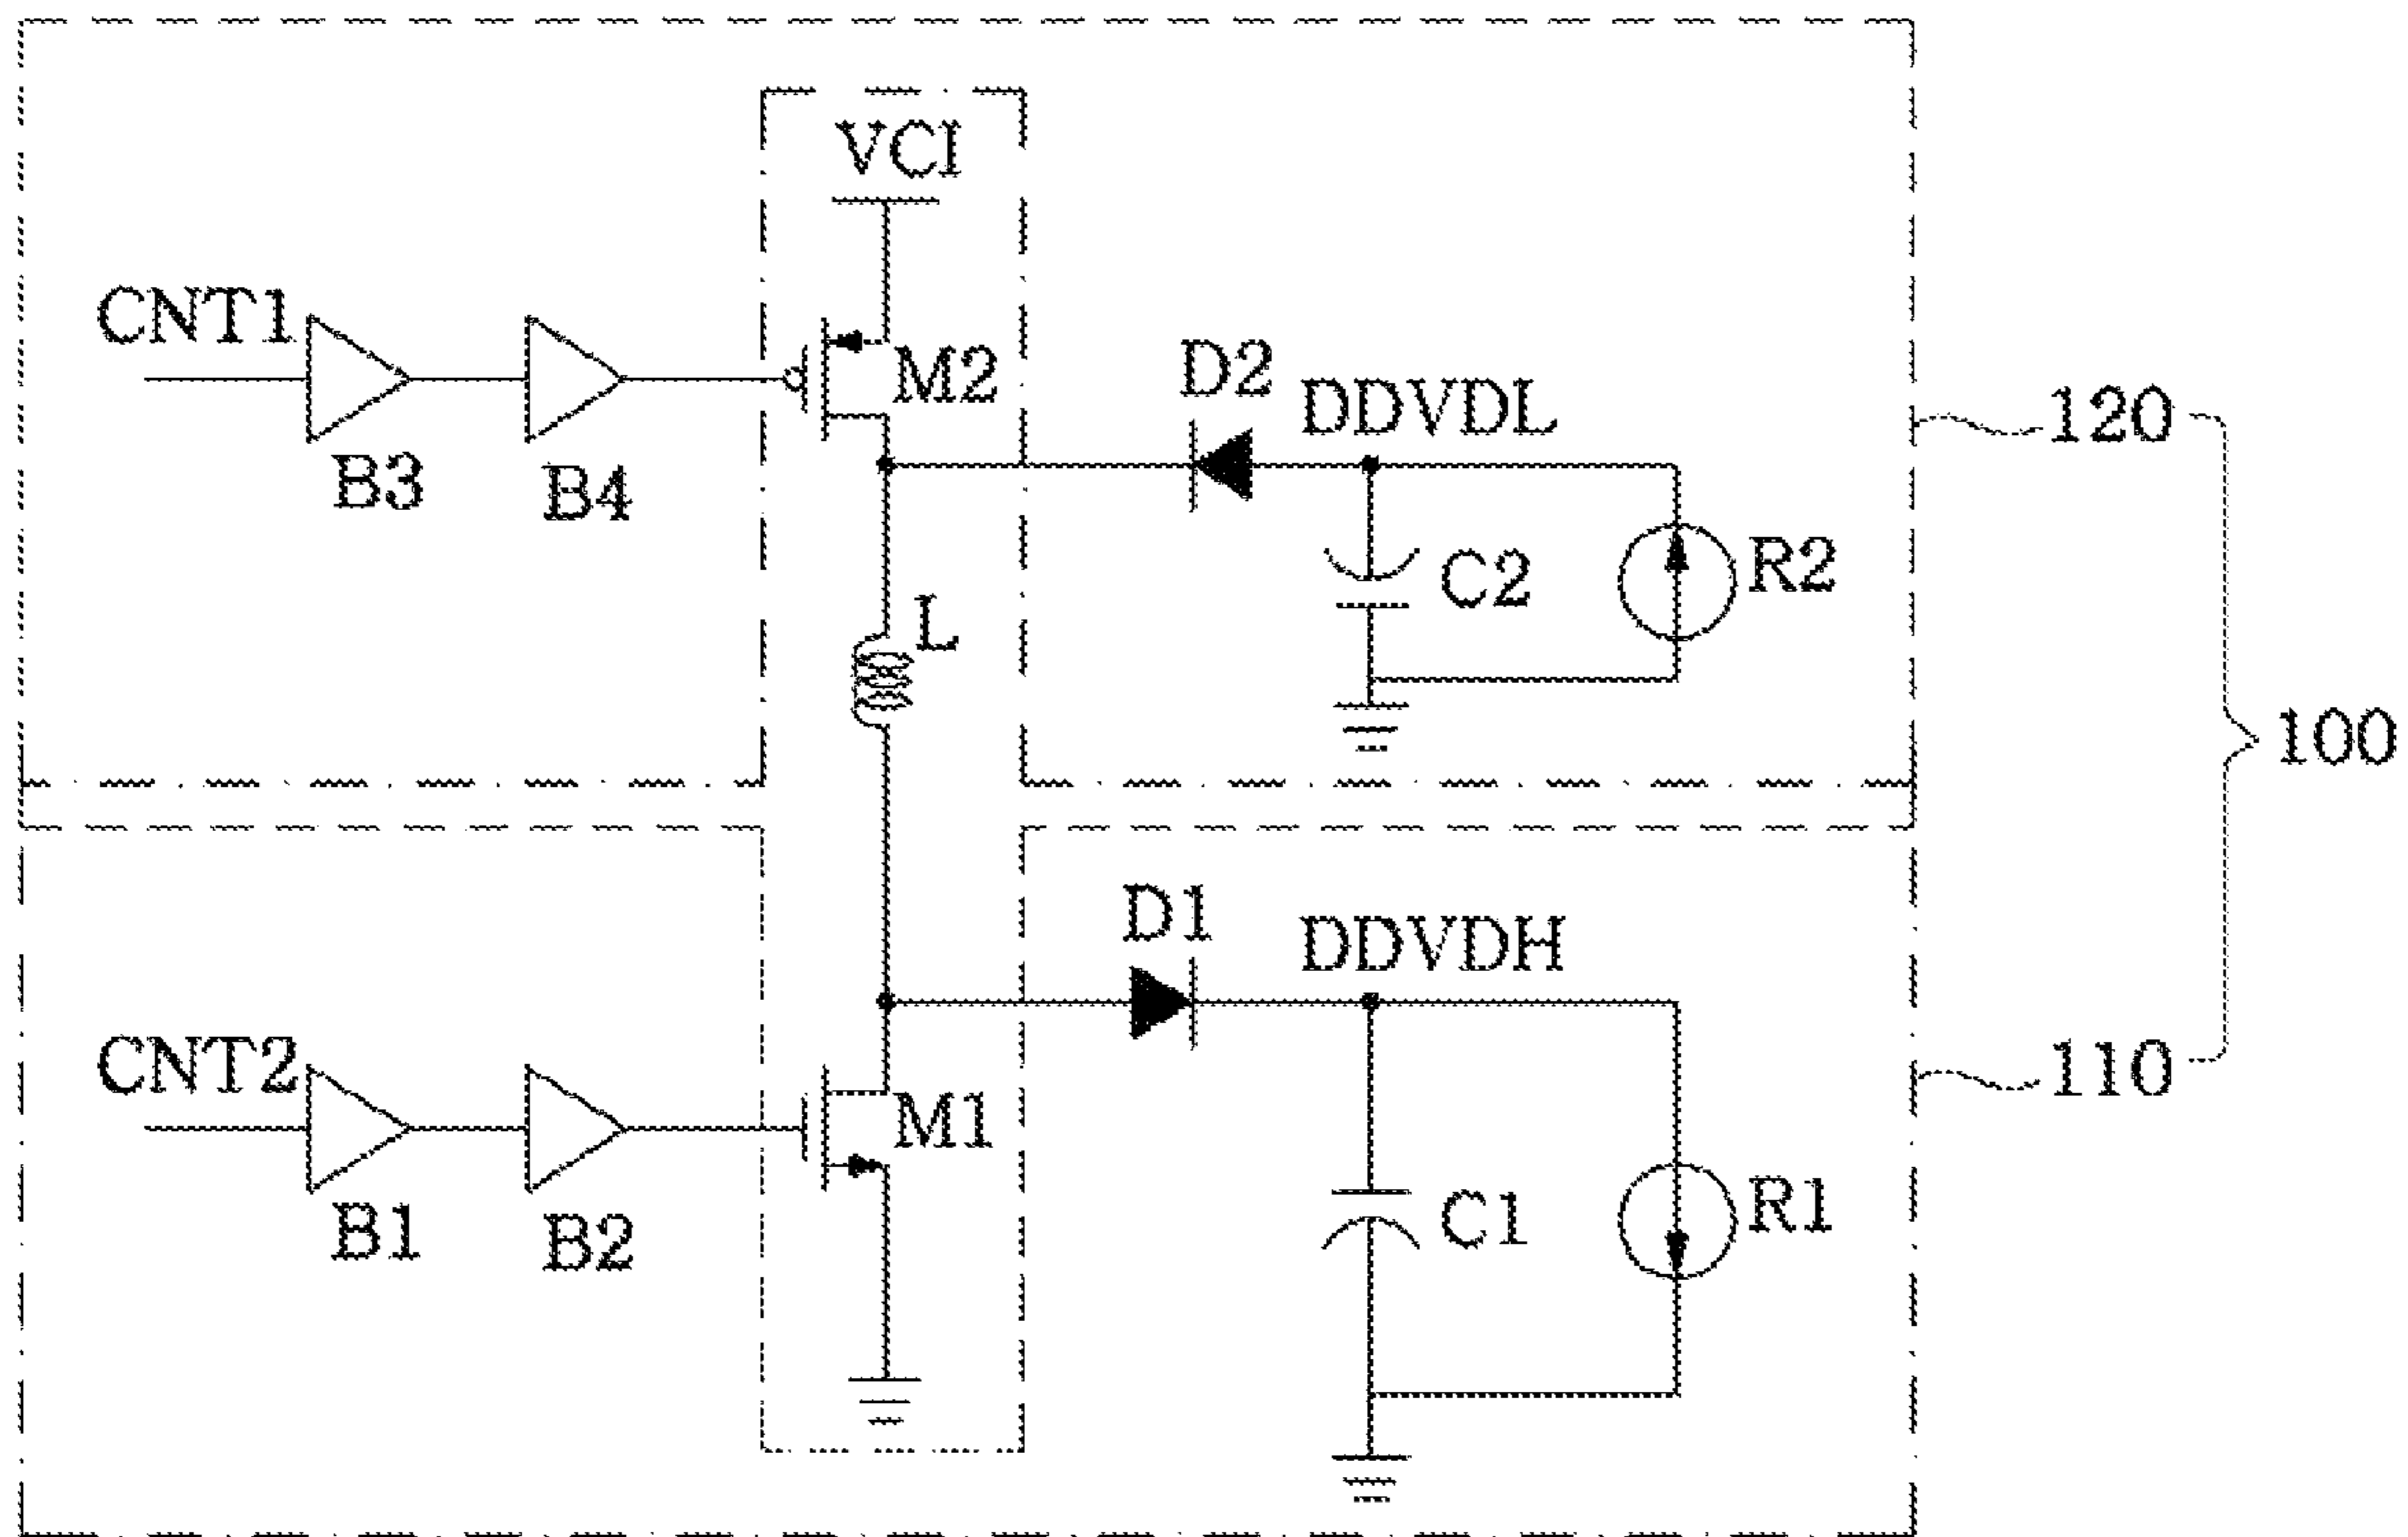 VCI
CNT1
M2
D2
DDVDL
120
B3
B4
C2
R2
L
100
D1
DDVDH
CNT2
M1
110
B1
B2
C1
R1